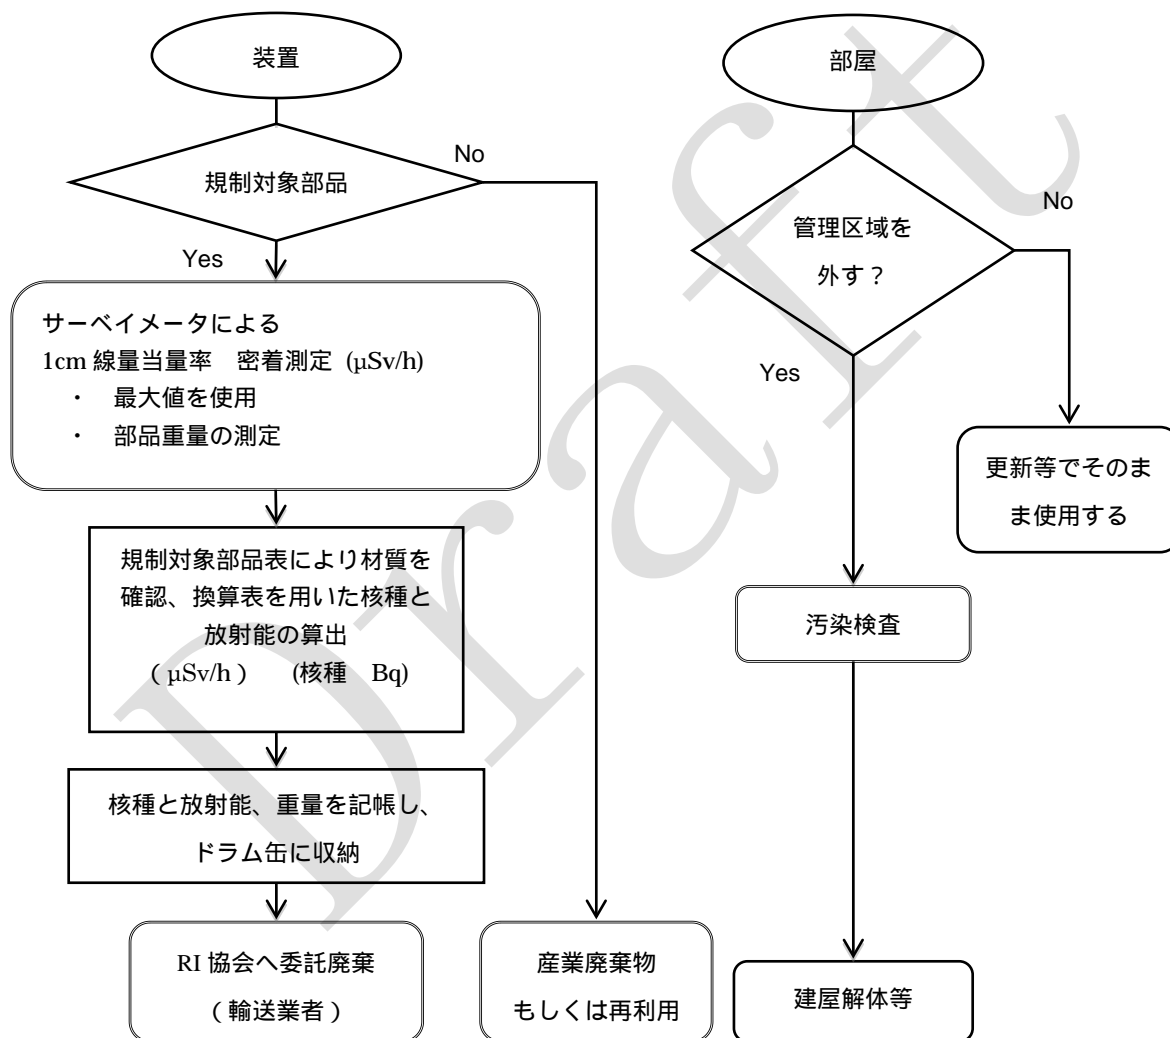 装置
規制対象部品
No
Yes
サーベイメータによる
1cm 線量当量率　密着測定 (μSv/h)
・　最大値を使用
・　部品重量の測定
規制対象部品表により材質を
確認、換算表を用いた核種と
放射能の算出
（ μSv/h ）　(核種　Bq)
核種と放射能、重量を記帳し、
ドラム缶に収納
RI 協会へ委託廃棄
（ 輸送業者 ）
産業廃棄物
もしくは再利用
部屋
管理区域を
外す？
No
Yes
更新等でそのま
ま使用する
汚染検査
建屋解体等
Draft